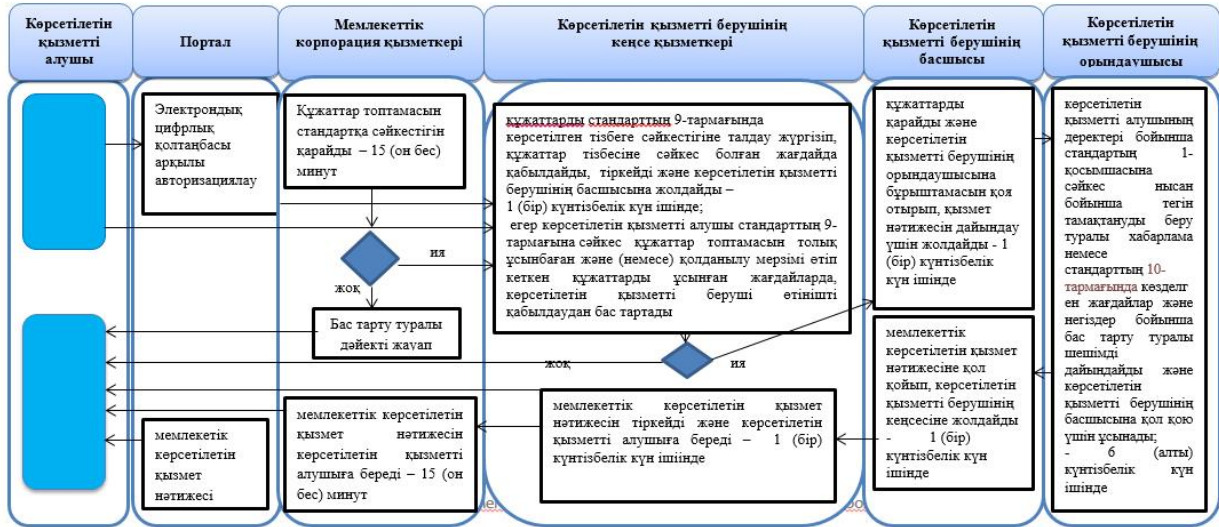 Көрсетілетін
қызметті
алушы
Портал
Мемлекеттік
корпорация қызметкері
Көрсетілетін қызметті берушінің
кеңсе қызметкері
Көрсетілетін
қызметті берушінің
басшысы
Көрсетілетін
қызметті берушінің
орындаушысы
Электрондық
цифрлық
қолтаңбасы
арқылы
авторизациялау
Құжаттар топтамасын
стандартқа сәйкестігін
қарайды – 15 (он бес)
минут
ия
жоқ
Бас тарту туралы
дәйекті жауап
құжаттарды стандарттың 9-тармағында
көрсетілген тізбеге сәйкестігіне талдау жүргізіп,
құжаттар тізбесіне сәйкес болған жағдайда
қабылдайды, тіркейді және көрсетілетін қызметті
берушінің басшысына жолдайды –
1 (бір) күнтізбелік күн ішінде;
егер көрсетілетін қызметті алушы стандарттың 9-
тармағына сәйкес құжаттар топтамасын толық
ұсынбаған және (немесе) қолданылу мерзімі өтіп
кеткен құжаттарды ұсынған жағдайларда,
көрсетілетін қызметті беруші өтінішті
қабылдаудан бас тартады
жоқ
ия
құжаттарды
қарайды және
көрсетілетін
қызметті берушінің
орындаушысына
бұрыштамасын қоя
отырып, қызмет
нәтижесін дайындау
үшін жолдайды - 1
(бір) күнтізбелік
күн ішінде
көрсетілетін
қызметті алушының
деректері бойынша
стандартың 1-
қосымшасына
сәйкес нысан
бойынша тегін
тамақтануды беру
туралы хабарлама
немесе
стандарттың 10-
тармағында көзделг
ен жағдайлар және
негіздер бойынша
бас тарту туралы
шешімді
дайындайды және
көрсетілетін
қызметті берушінің
басшысына қол қою
үшін ұсынады;
- 6 (алты)
күнтізбелік күн
ішінде
мемлекеттік
көрсетілетін қызмет
нәтижесіне қол
қойып, көрсетілетін
қызметті берушінің
кеңсесіне жолдайды
- 1 (бір)
күнтізбелік күн
ішінде
мемлекеттік көрсетілетін қызмет
нәтижесін тіркейді және көрсетілетін
қызметті алушыға береді – 1 (бір)
күнтізбелік күн ішіінде
мемлекеттік көрсетілетін
қызмет нәтижесін
көрсетілетін қызметті
алушыға береді – 15 (он
бес) минут
мемлекетік
көрсетілетін
қызмет
нәтижесі